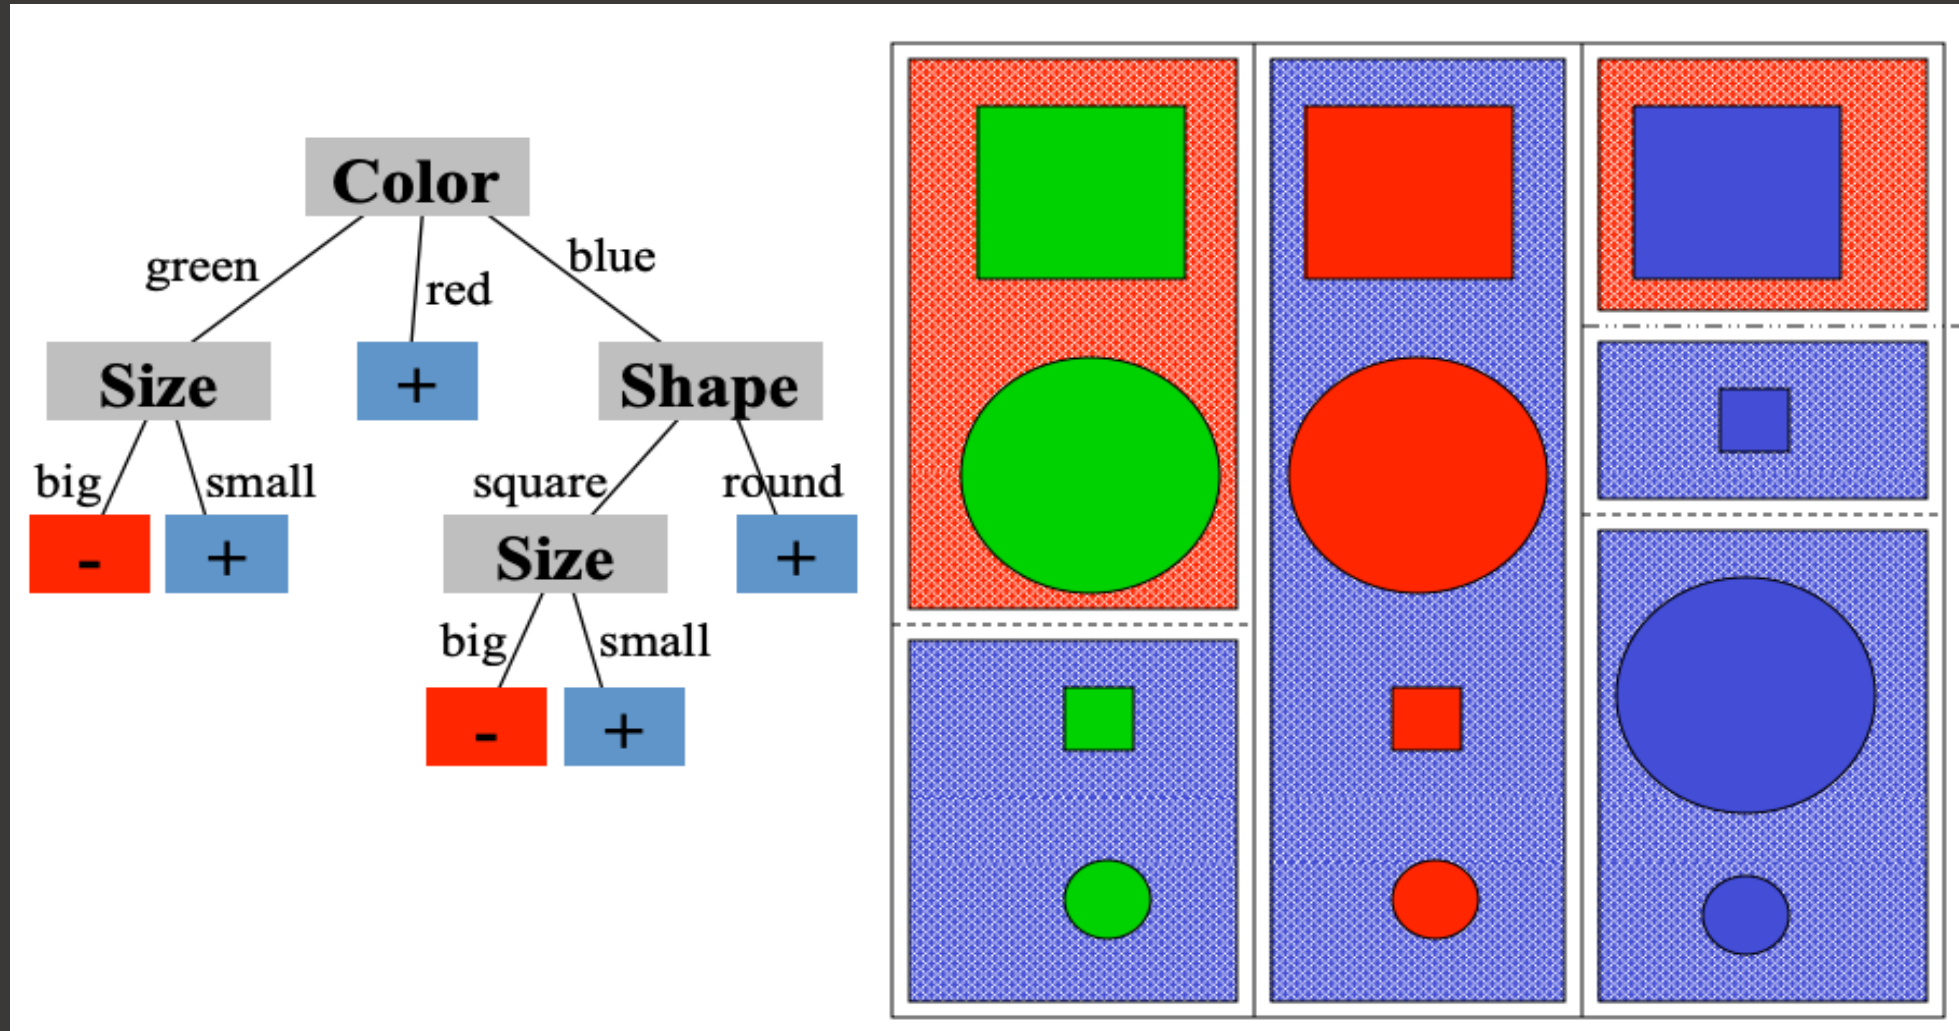 Color
green
red
blue
Size
+
Shape
big
small
square
round
-
+
Size
+
big
small
-
+